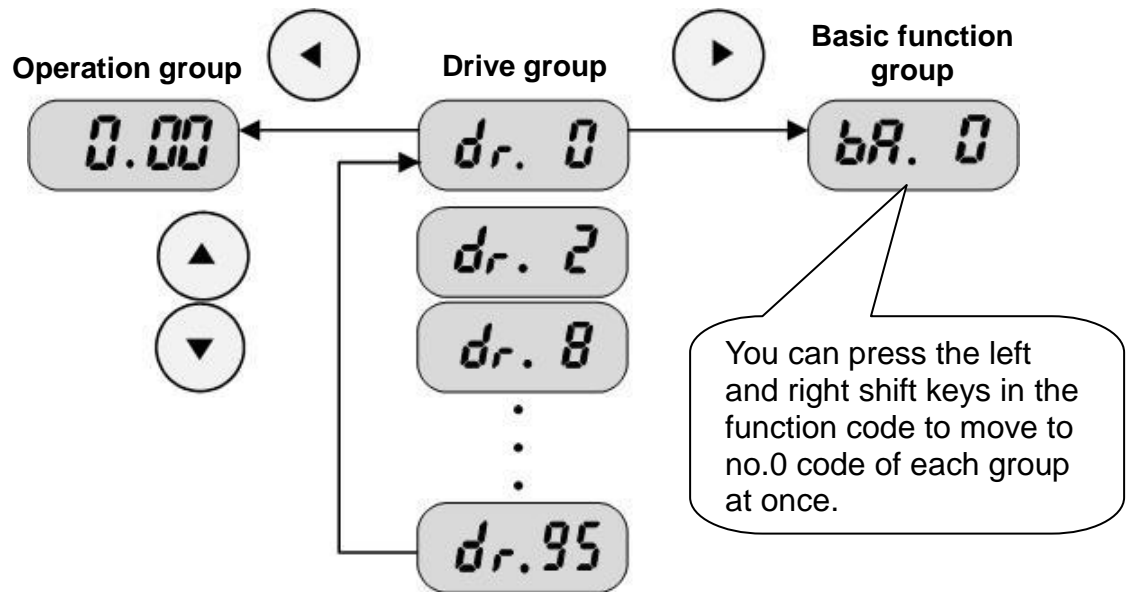 Operation group
Drive group
Basic function
group
0.00
dr. 0
bA. 0
dr. 2
dr. 8
dr.95
You can press the left
and right shift keys in the
function code to move to
no.0 code of each group
at once.